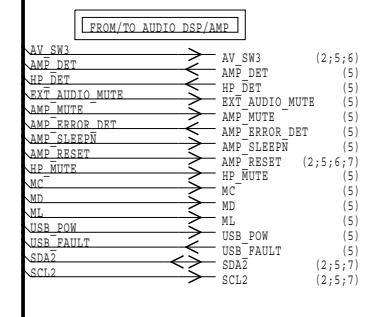 FROM/TO AUDIO DSP/AMP
AV_SW3 AV_SW3 (2;5;6)
AMP_DET AMP_DET (5)
HP_DET HP_DET (5)
EXT_AUDIO_MUTE EXT_AUDIO_MUTE (5)
AMP_MUTE AMP_MUTE (5)
AMP_ERROR_DET AMP_ERROR_DET (5)
AMP_SLEEPN AMP_SLEEPN (5)
AMP_RESET AMP_RESET (2;5;6;7)
HP_MUTE HP_MUTE (5)
MC MC (5)
MD MD (5)
ML ML (5)
USB_POW USB_POW (5)
USB_FAULT USB_FAULT (5)
SDA2 SDA2 (2;5;7)
SCL2 SCL2 (2;5;7)